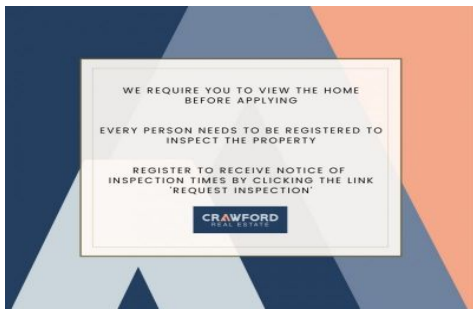 WE REQUIRE YOU TO VIEW THE HOME
BEFORE APPLYING
EVERY PERSON NEEDS TO BE REGISTERED TO
INSPECT THE PROPERTY
REGISTER TO RECEIVE NOTICE OF
INSPECTION TIMES BY CLICKING THE LINK
'REQUEST INSPECTION'
CRAWFORD
REAL ESTATE